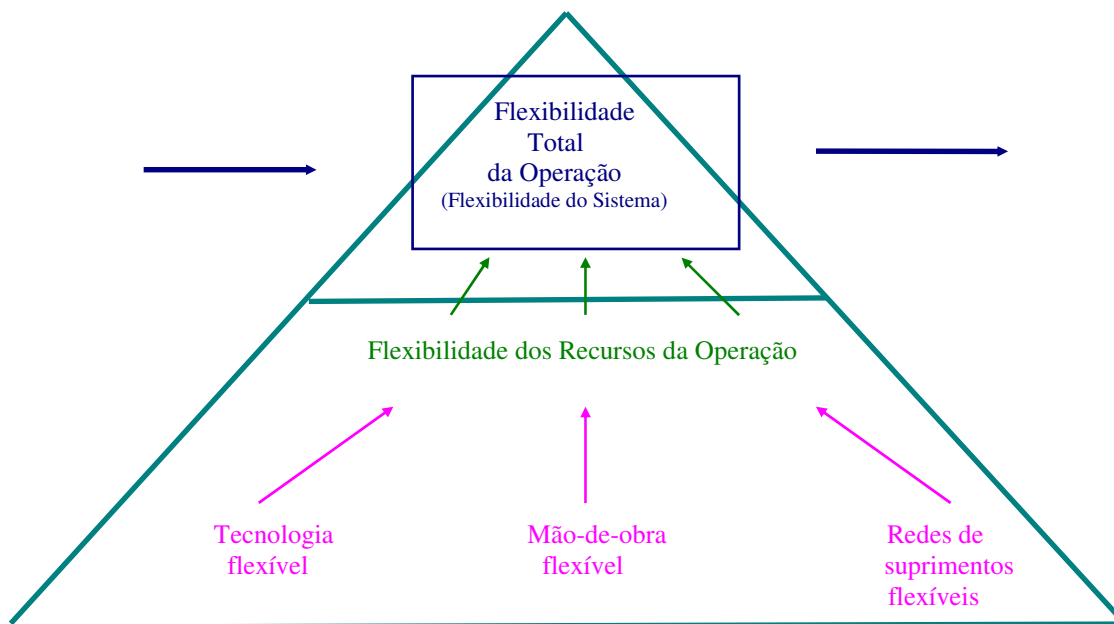 Flexibilidade
Total
da Operação
(Flexibilidade do Sistema)
Flexibilidade dos Recursos da Operação
Tecnologia
flexível
Mão-de-obra
flexível
Redes de
suprimentos
flexíveis